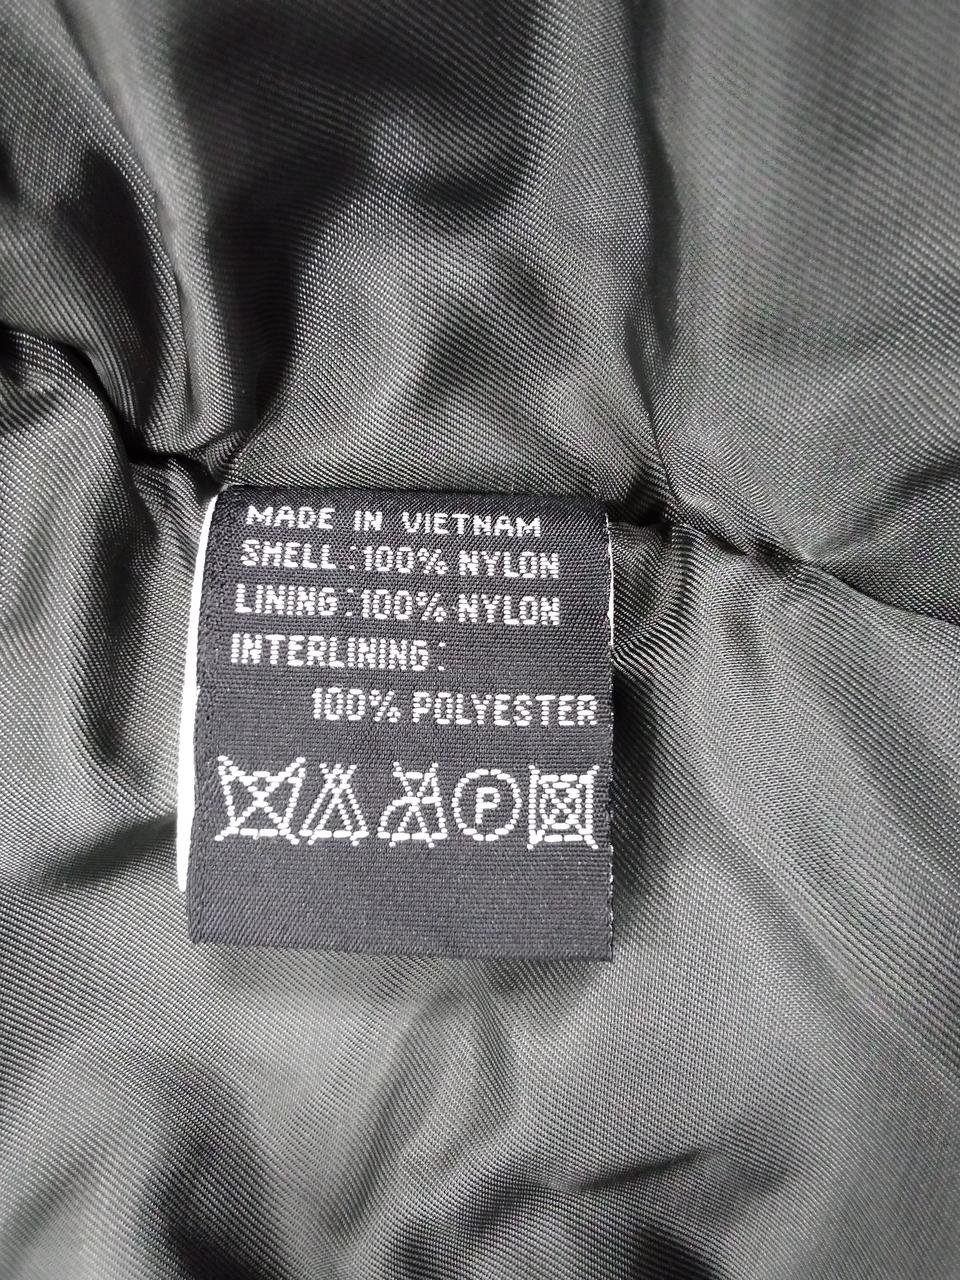 MADE IN VIETNAM
SHELL :100% NYLON
LINING :100% NYLON
INTERLINING :
100% POLYESTER
P